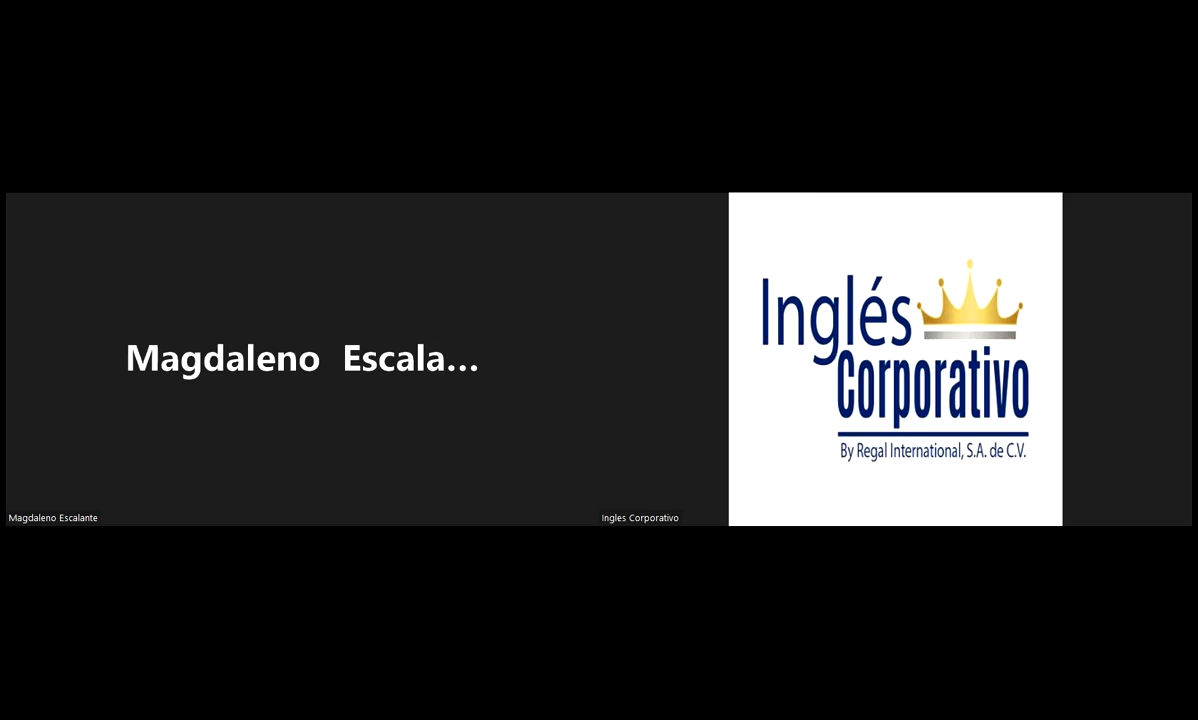 Magdaleno Escala...
Magdaleno Escalante
Inglés
Corporativo
By Regal International, S.A. de C.V.
Ingles Corporativo